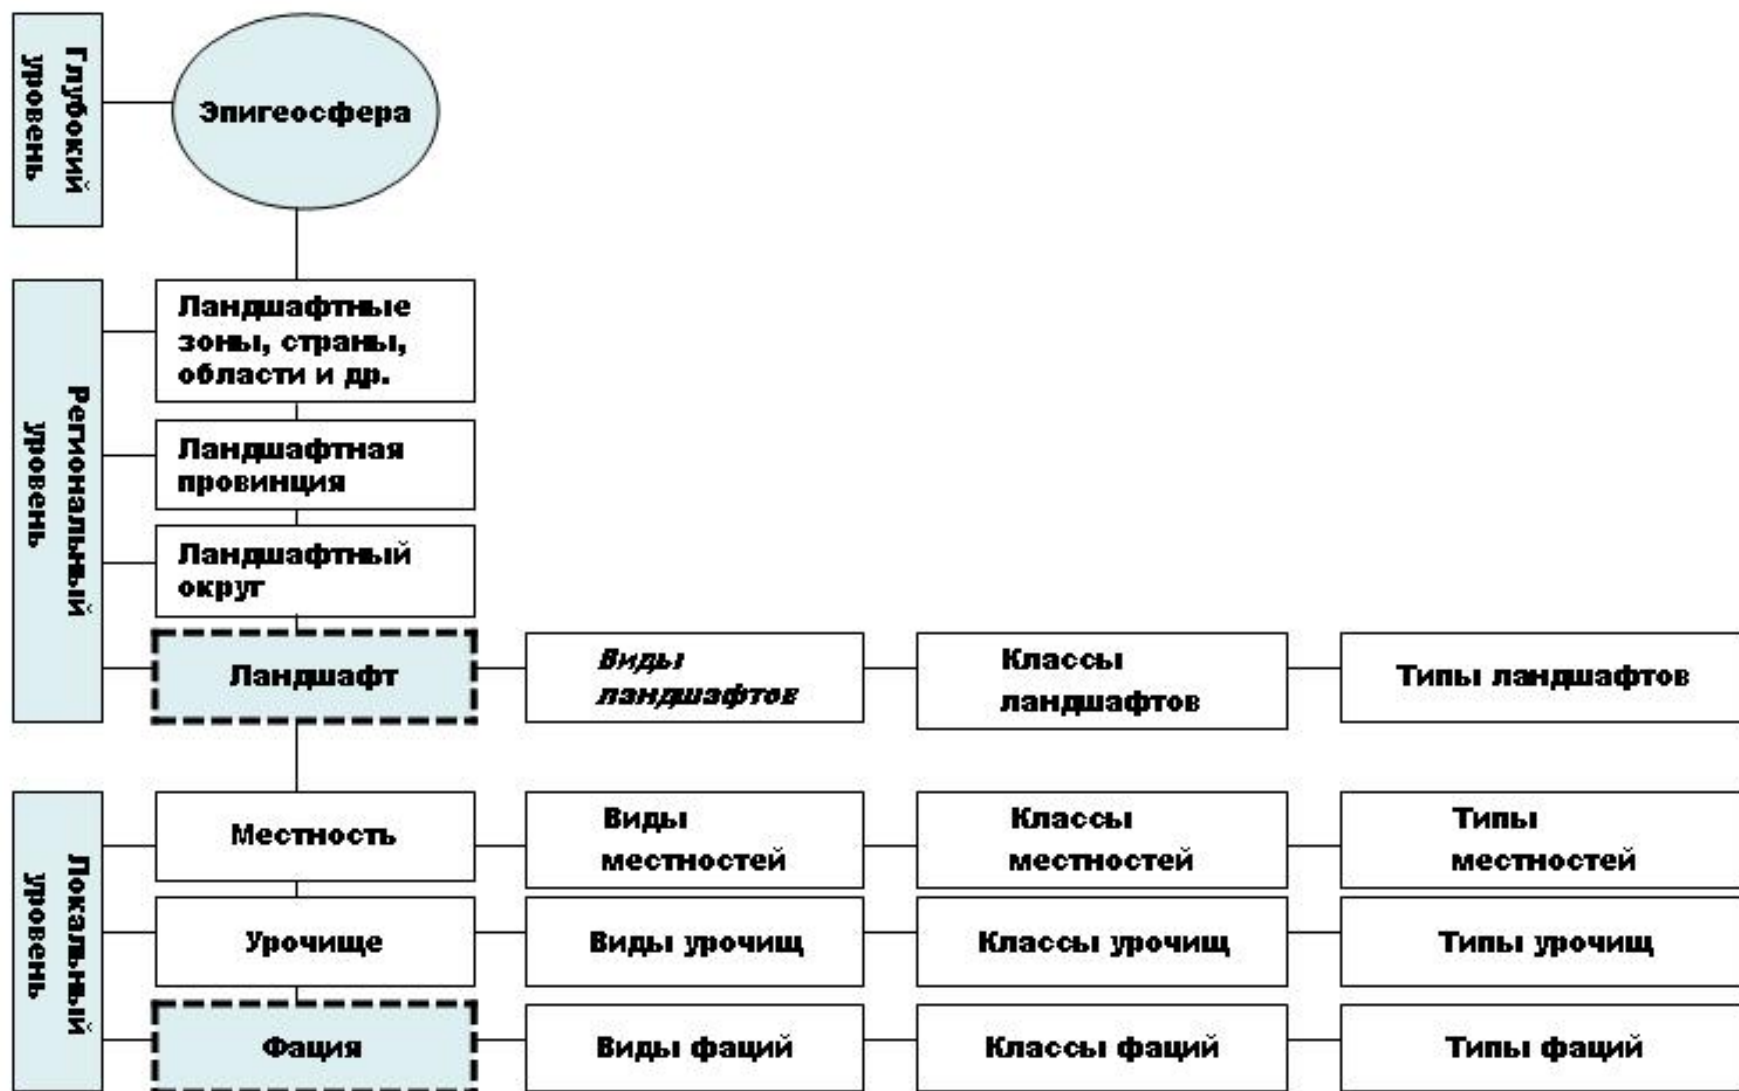 Глубокий
уровень
Эпигеосфера
Региональный
уровень
Ландшафтные
зоны, страны,
области и др.
Ландшафтная
провинция
Ландшафтный
округ
Ландшафт
Виды
ландшафтов
Классы
ландшафтов
Типы ландшафтов
Локальный
уровень
Местность
Виды
местностей
Классы
местностей
Типы
местностей
Урочище
Виды урочищ
Классы урочищ
Типы урочищ
Фация
Виды фаций
Классы фаций
Типы фаций